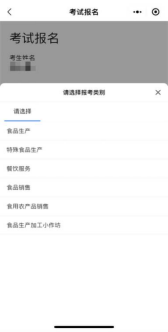 考试报名
考试报名
考生姓名
请选择报考类别
请选择
食品生产
特殊食品生产
餐饮服务
食品销售
食用农产品销售
食品生产加工小作坊